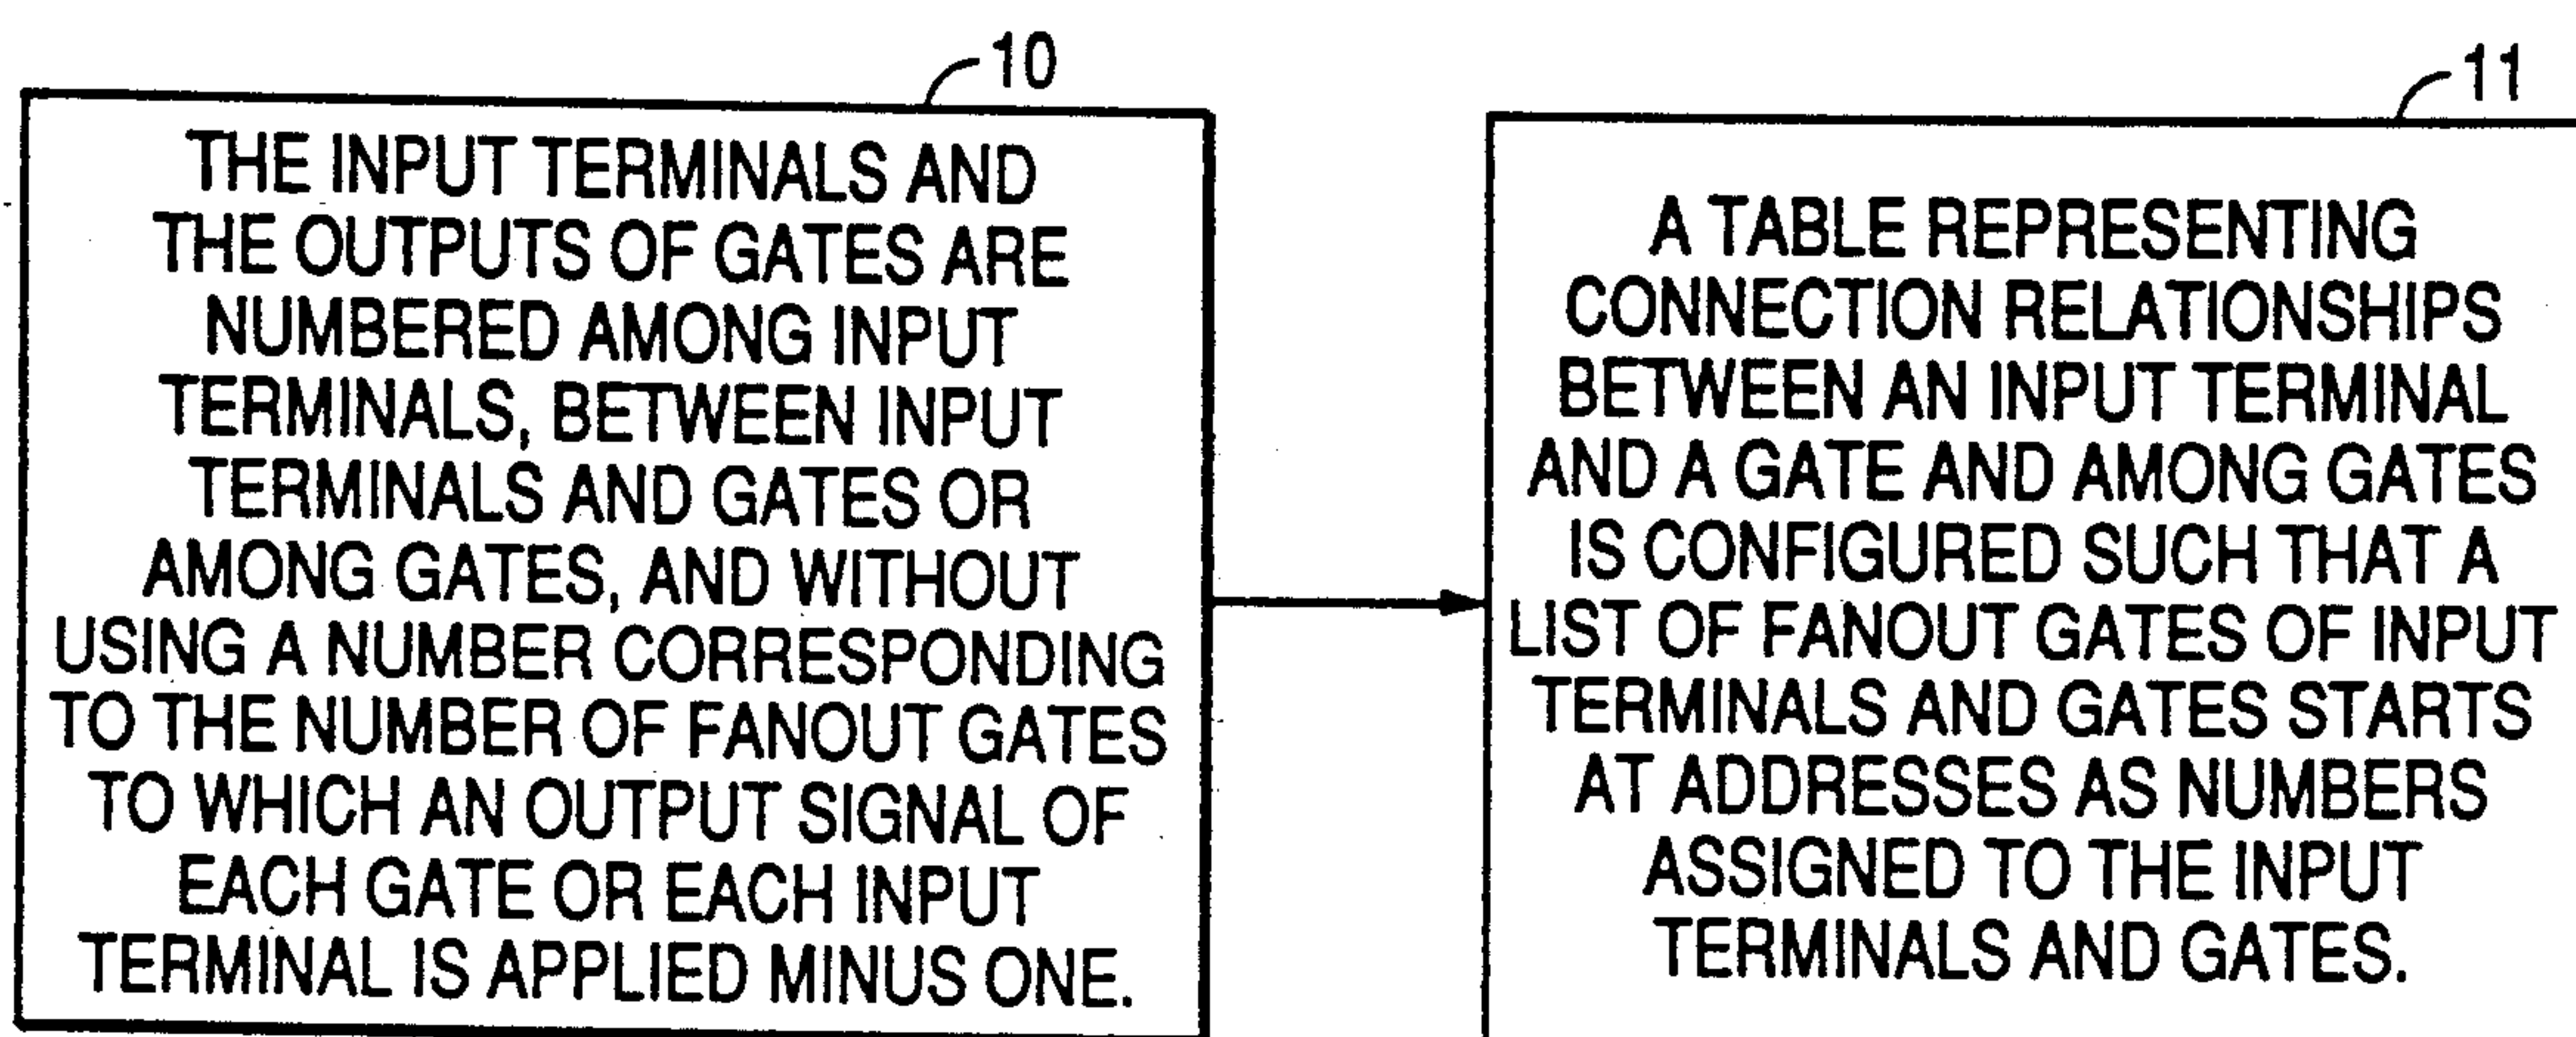 10
THE INPUT TERMINALS AND
THE OUTPUTS OF GATES ARE
NUMBERED AMONG INPUT
TERMINALS, BETWEEN INPUT
TERMINALS AND GATES OR
AMONG GATES, AND WITHOUT
USING A NUMBER CORRESPONDING
TO THE NUMBER OF FANOUT GATES
TO WHICH AN OUTPUT SIGNAL OF
EACH GATE OR EACH INPUT
TERMINAL IS APPLIED MINUS ONE.
11
A TABLE REPRESENTING
CONNECTION RELATIONSHIPS
BETWEEN AN INPUT TERMINAL
AND A GATE AND AMONG GATES
IS CONFIGURED SUCH THAT A
LIST OF FANOUT GATES OF INPUT
TERMINALS AND GATES STARTS
AT ADDRESSES AS NUMBERS
ASSIGNED TO THE INPUT
TERMINALS AND GATES.